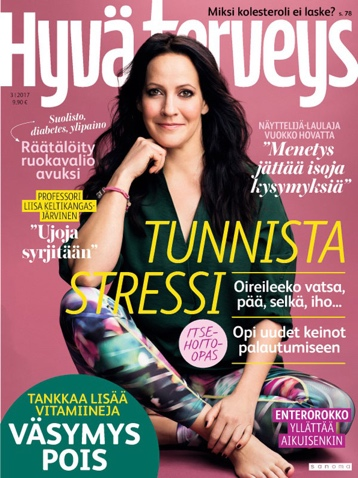 Miksi kolesteroli ei laske? s. 78
Hyvä terveys
3 | 2017
9,90 €
Suolisto,
diabetes, ylipaino
Räätälöity
ruokavalio
avuksi
NÄYTTELIJÄ-LAULAJA
VUOKKO HOVATTA
”Menetys
jättää isoja
kysymyksiä”
PROFESSORI
LIISA KELTIKANGAS-
JÄRVINEN
”Ujoja
syrjitään”
TUNNISTA
STRESSI
Oireileeko vatsa,
pää, selkä, iho...
ITSE-
HOITO-
OPAS
Opi uudet keinot
palautumiseen
TANKKAA LISÄÄ
VITAMIINEJA
VÄSYMYS
POIS
ENTEROROKKO
YLLÄTTÄÄ
AIKUISENKIN
sanoma